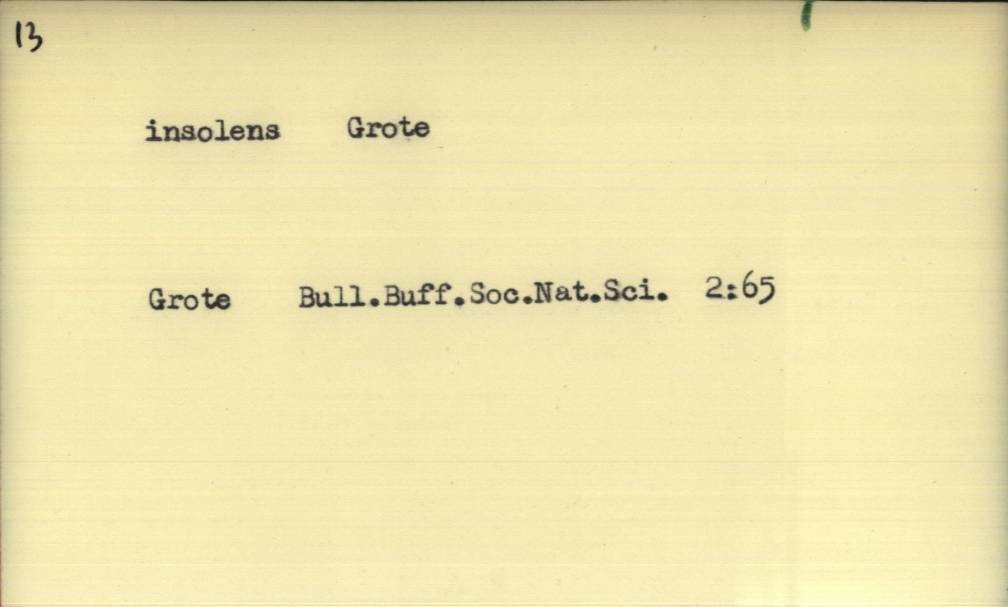 13
insolens Grote
Grote Bull.Buff.Soc.Nat.Sci. 2:65